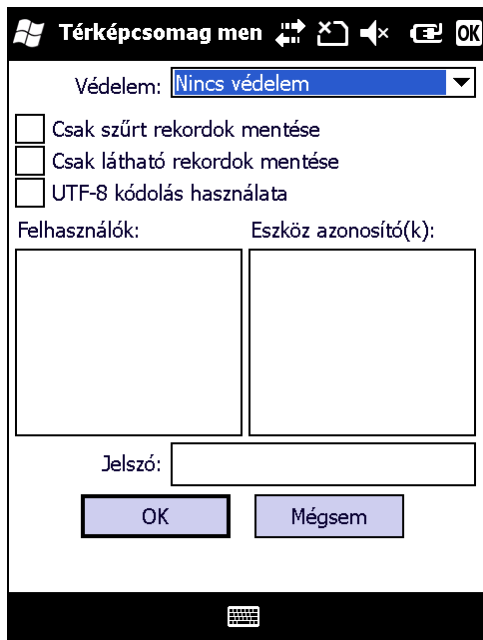 Térképcsomag men OK
Védelem: Nincs védelem
Csak szűrt rekordok mentése
Csak látható rekordok mentése
UTF-8 kódolás használata
Felhasználók: Eszköz azonosító(k):
Jelszó:
OK Mégsem